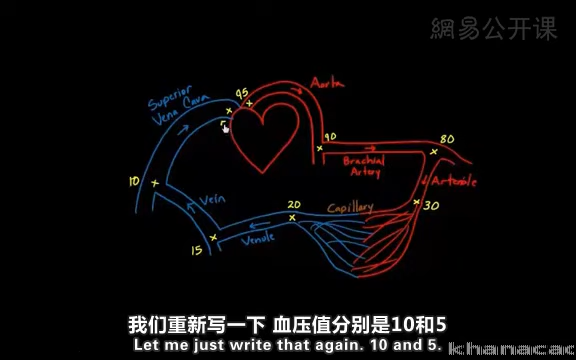 網易公开课
95
Aorta
Superior
Vena Cava
90
80
Brachial
Artery
Arteriole
10
Vein
20
Capillary
30
Venule
15
我们重新写一下 血压值分别是10和5
Let me just write that again. 10 and 5.
khanacac